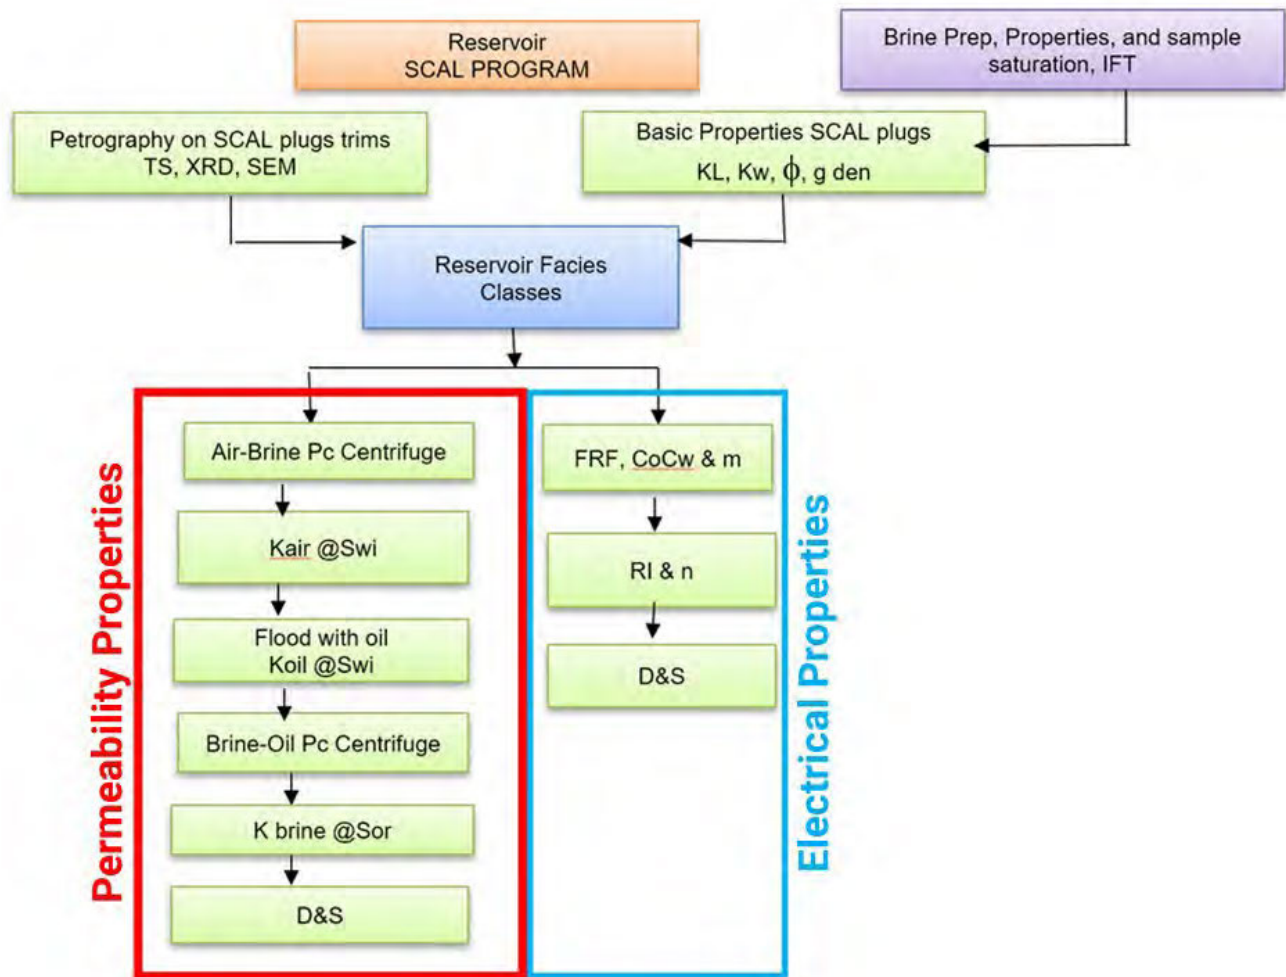 Reservoir
SCAL PROGRAM
Brine Prep, Properties, and sample
saturation, IFT
Petrography on SCAL plugs trims
TS, XRD, SEM
Basic Properties SCAL plugs
KL, Kw, ϕ, g den
Reservoir Facies
Classes
Permeability Properties
Air-Brine Pc Centrifuge
Kair @Swi
Flood with oil
Koil @Swi
Brine-Oil Pc Centrifuge
K brine @Sor
D&S
FRF, CoCw & m
RI & n
D&S
Electrical Properties